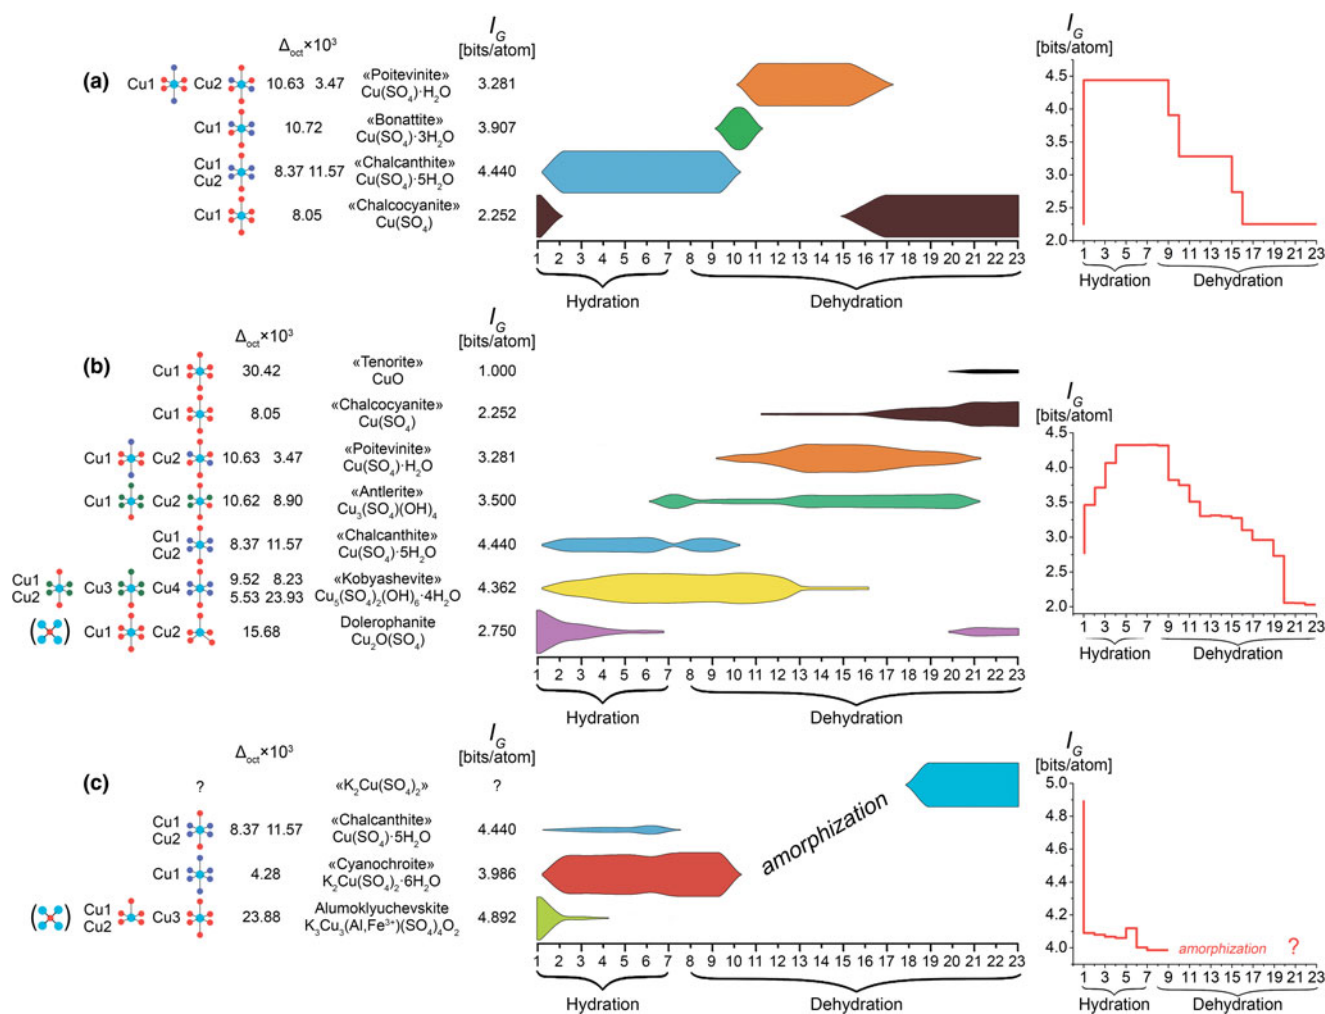 (a)
Δoct×10³
I_G
[bits/atom]
Cu1 Cu2 10.63 3.47 «Poitevinite» 3.281
Cu(SO₄)·H₂O
Cu1 10.72 «Bonattite» 3.907
Cu(SO₄)·3H₂O
Cu1
Cu2 8.37 11.57 «Chalcanthite» 4.440
Cu(SO₄)·5H₂O
Cu1 8.05 «Chalcocyanite» 2.252
Cu(SO₄)
1 2 3 4 5 6 7 8 9 10 11 12 13 14 15 16 17 18 19 20 21 22 23
Hydration Dehydration
I_G
[bits/atom]
4.5
4.0
3.5
3.0
2.5
2.0
1 3 5 7 9 11 13 15 17 19 21 23
Hydration Dehydration
(b)
Δoct×10³
I_G
[bits/atom]
Cu1 30.42 «Tenorite» 1.000
CuO
Cu1 8.05 «Chalcocyanite» 2.252
Cu(SO₄)
Cu1 Cu2 10.63 3.47 «Poitevinite» 3.281
Cu(SO₄)·H₂O
Cu1 Cu2 10.62 8.90 «Antlerite» 3.500
Cu₃(SO₄)(OH)₄
Cu1
Cu2 8.37 11.57 «Chalcanthite» 4.440
Cu(SO₄)·5H₂O
Cu1
Cu2 Cu3 Cu4 9.52 8.23
5.53 23.93 «Kobyashevite» 4.362
Cu₅(SO₄)₂(OH)₆·4H₂O
Cu1 Cu2 15.68 Dolerophanite 2.750
Cu₂O(SO₄)
1 2 3 4 5 6 7 8 9 10 11 12 13 14 15 16 17 18 19 20 21 22 23
Hydration Dehydration
I_G
[bits/atom]
4.5
4.0
3.5
3.0
2.5
2.0
1 3 5 7 9 11 13 15 17 19 21 23
Hydration Dehydration
(c)
Δoct×10³
I_G
[bits/atom]
? «K₂Cu(SO₄)₂» ?
Cu1
Cu2 8.37 11.57 «Chalcanthite» 4.440
Cu(SO₄)·5H₂O
Cu1 4.28 «Cyanochroite» 3.986
K₂Cu(SO₄)₂·6H₂O
Cu1
Cu2 Cu3 23.88 Alumoklyuchevskite 4.892
K₃Cu₃(Al,Fe³⁺)(SO₄)₄O₂
amorphization
1 2 3 4 5 6 7 8 9 10 11 12 13 14 15 16 17 18 19 20 21 22 23
Hydration Dehydration
I_G
[bits/atom]
5.0
4.8
4.6
4.4
4.2
4.0
amorphization ?
1 3 5 7 9 11 13 15 17 19 21 23
Hydration Dehydration